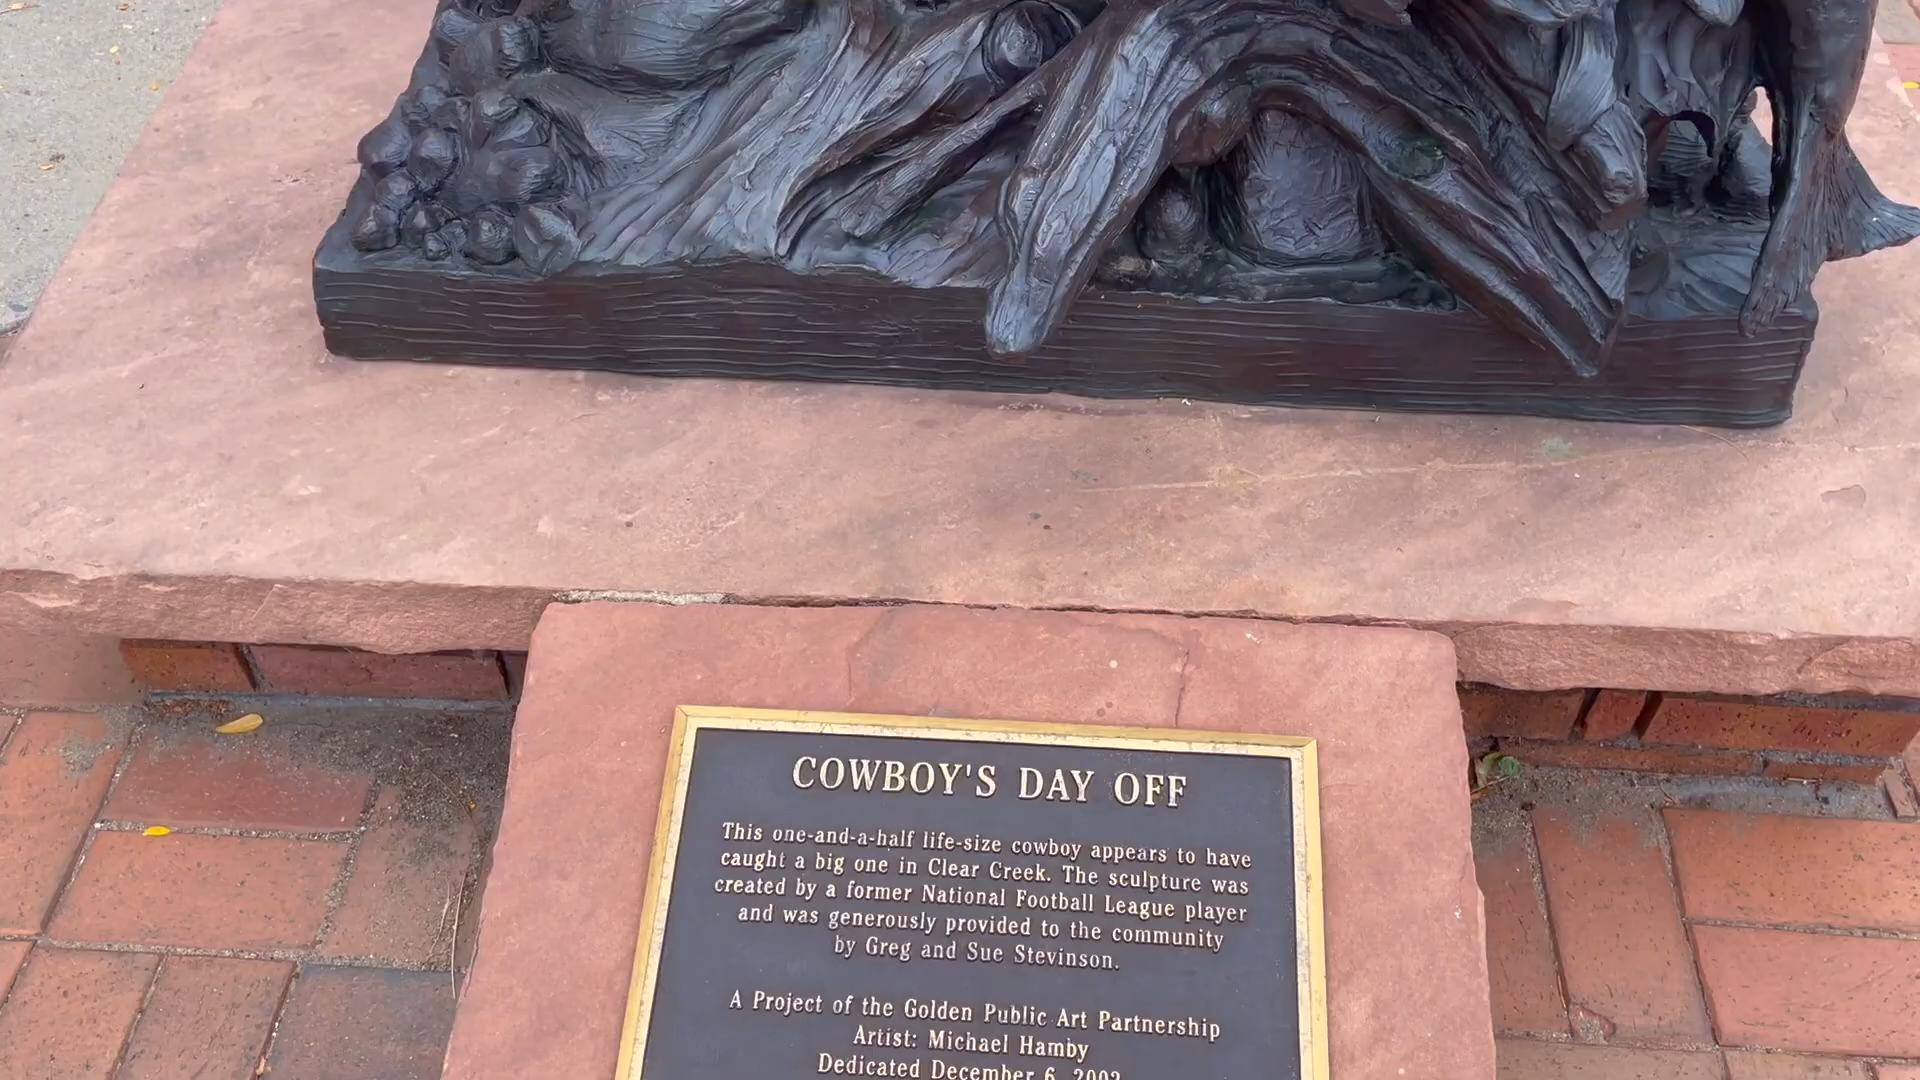 COWBOY'S DAY OFF
This one-and-a-half life-size cowboy appears to have
caught a big one in Clear Creek. The sculpture was
created by a former National Football League player
and was generously provided to the community
by Greg and Sue Stevinson.
A Project of the Golden Public Art Partnership
Artist: Michael Hamby
Dedicated December 6, 2002